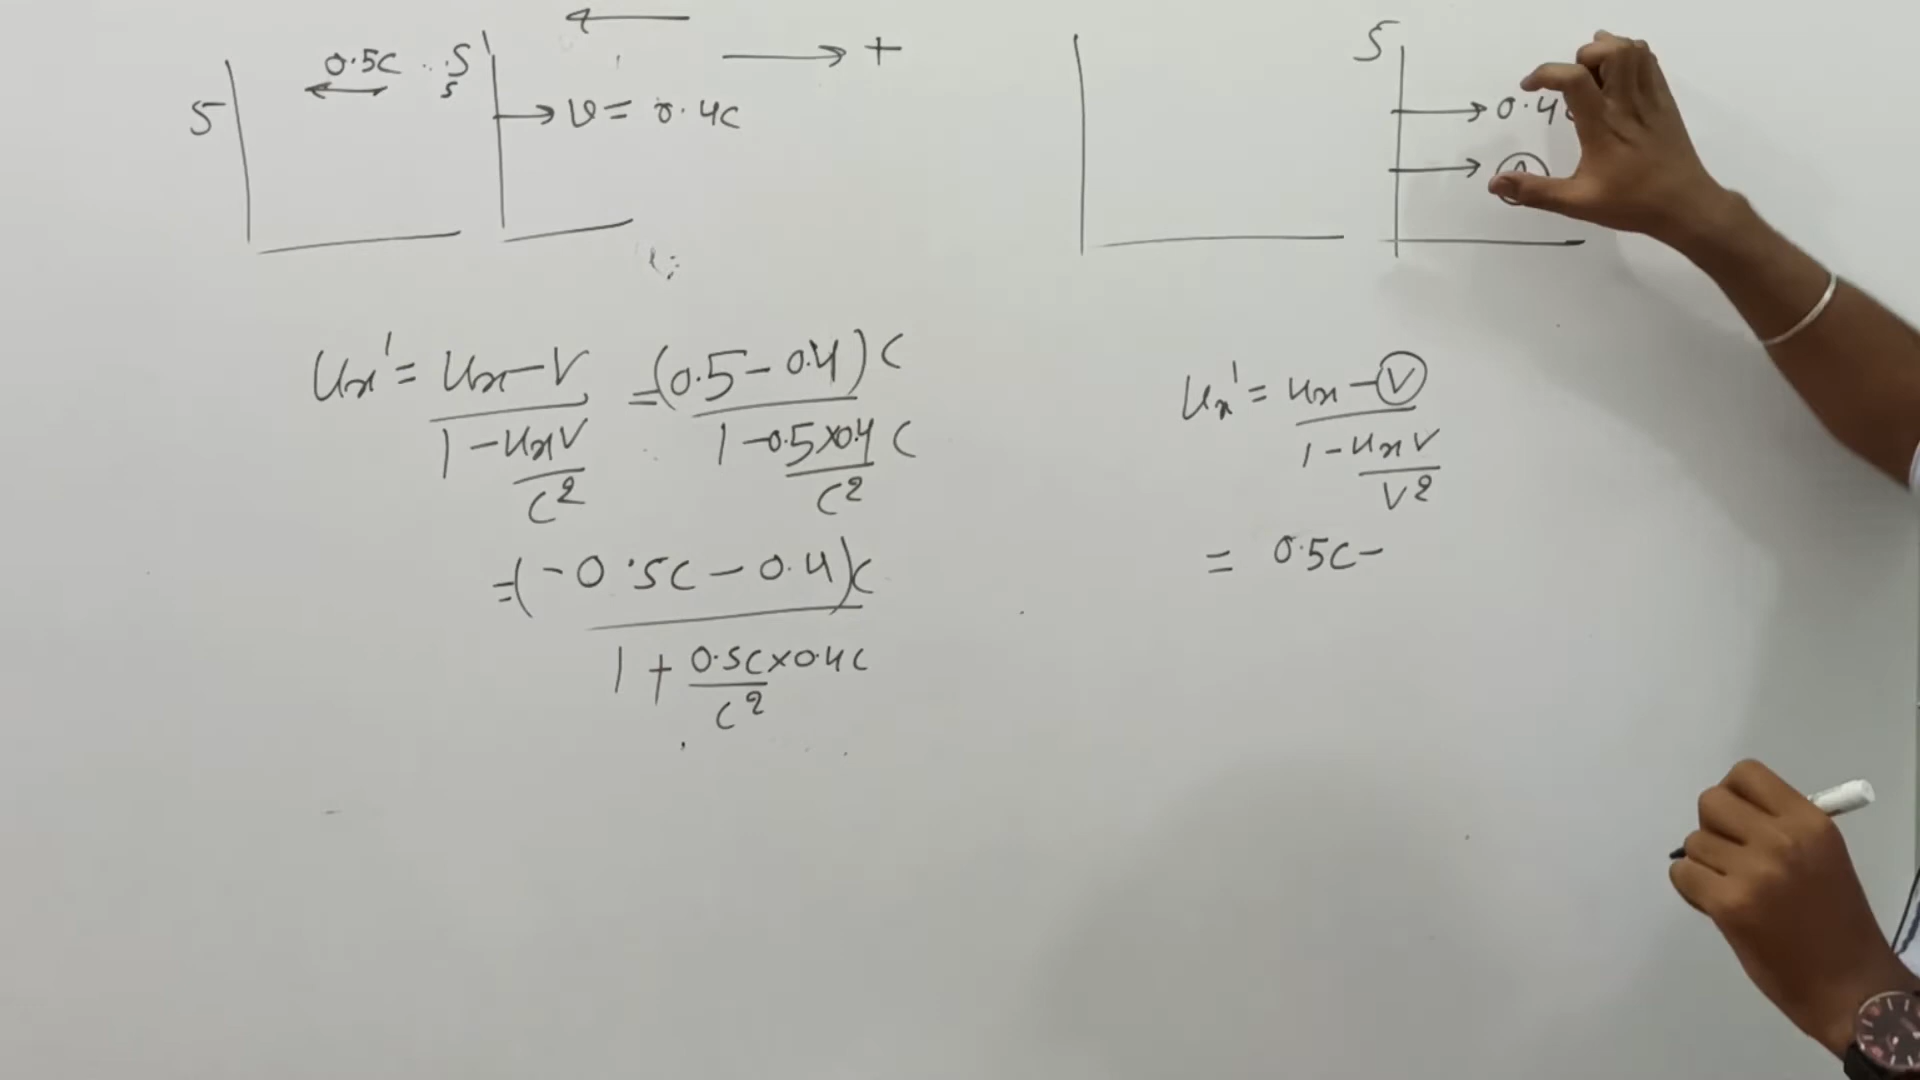 0.5c S'
S
s
→ +
→ v = 0.4c
S
→ 0.4
→
Ux' = Ux - V / 1 - UxV/c² = (0.5 - 0.4)c / 1 - 0.5×0.4 c/c²
= (-0.5c - 0.4)c / 1 + 0.5c×0.4c/c²
Ux' = Ux - V / 1 - UxV/V²
= 0.5c -